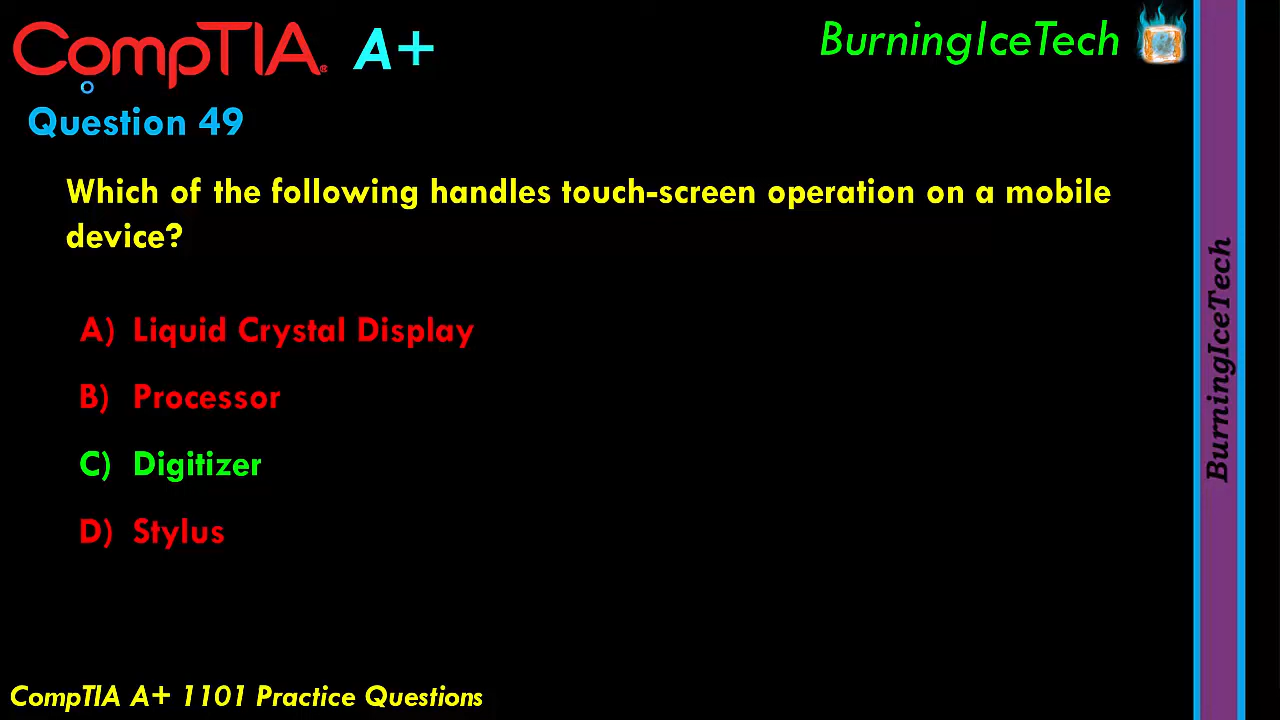 CompTIA® A+
BurningIceTech
Question 49
Which of the following handles touch-screen operation on a mobile
device?
A) Liquid Crystal Display
B) Processor
C) Digitizer
D) Stylus
BurningIceTech
CompTIA A+ 1101 Practice Questions